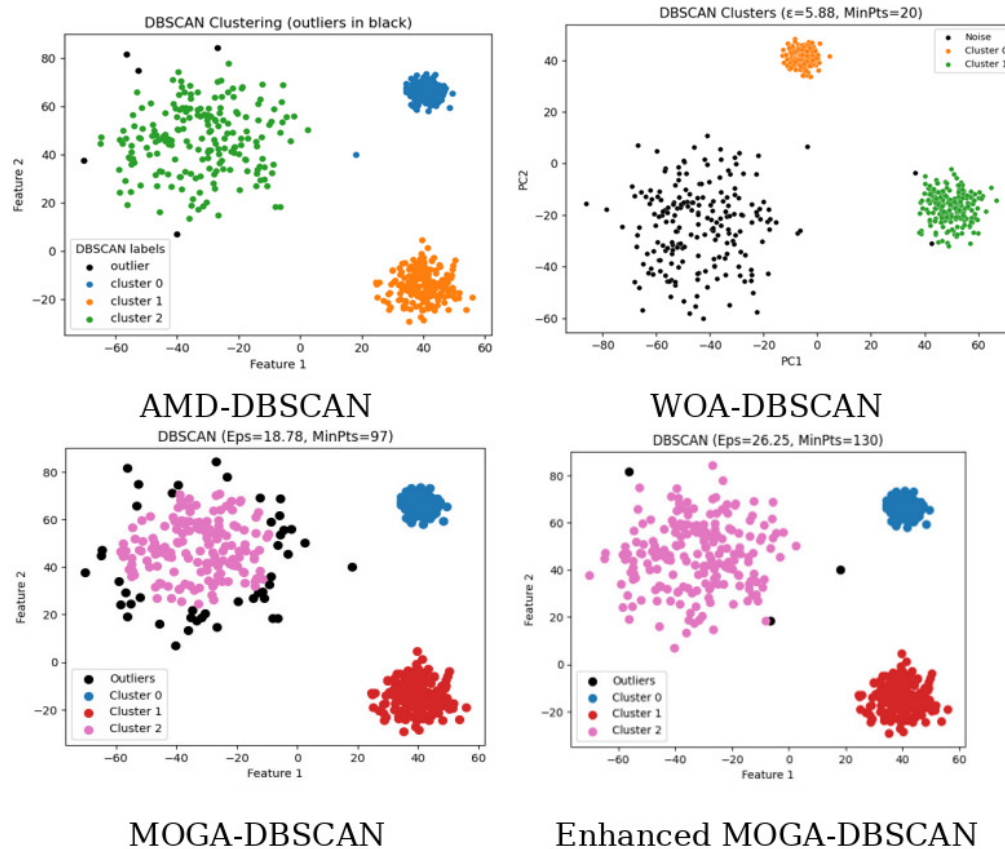 DBSCAN Clustering (outliers in black)
80
60
40
20
0
−20
Feature 2
DBSCAN labels
outlier
cluster 0
cluster 1
cluster 2
−60 −40 −20 0 20 40 60
Feature 1
AMD-DBSCAN
DBSCAN Clusters (ε=5.88, MinPts=20)
40
20
0
−20
−40
−60
PC2
Noise
Cluster 0
Cluster 1
−80 −60 −40 −20 0 20 40 60
PC1
WOA-DBSCAN
DBSCAN (Eps=18.78, MinPts=97)
80
60
40
20
0
−20
Feature 2
Outliers
Cluster 0
Cluster 1
Cluster 2
−60 −40 −20 0 20 40 60
Feature 1
MOGA-DBSCAN
DBSCAN (Eps=26.25, MinPts=130)
80
60
40
20
0
−20
Feature 2
Outliers
Cluster 0
Cluster 1
Cluster 2
−60 −40 −20 0 20 40 60
Feature 1
Enhanced MOGA-DBSCAN